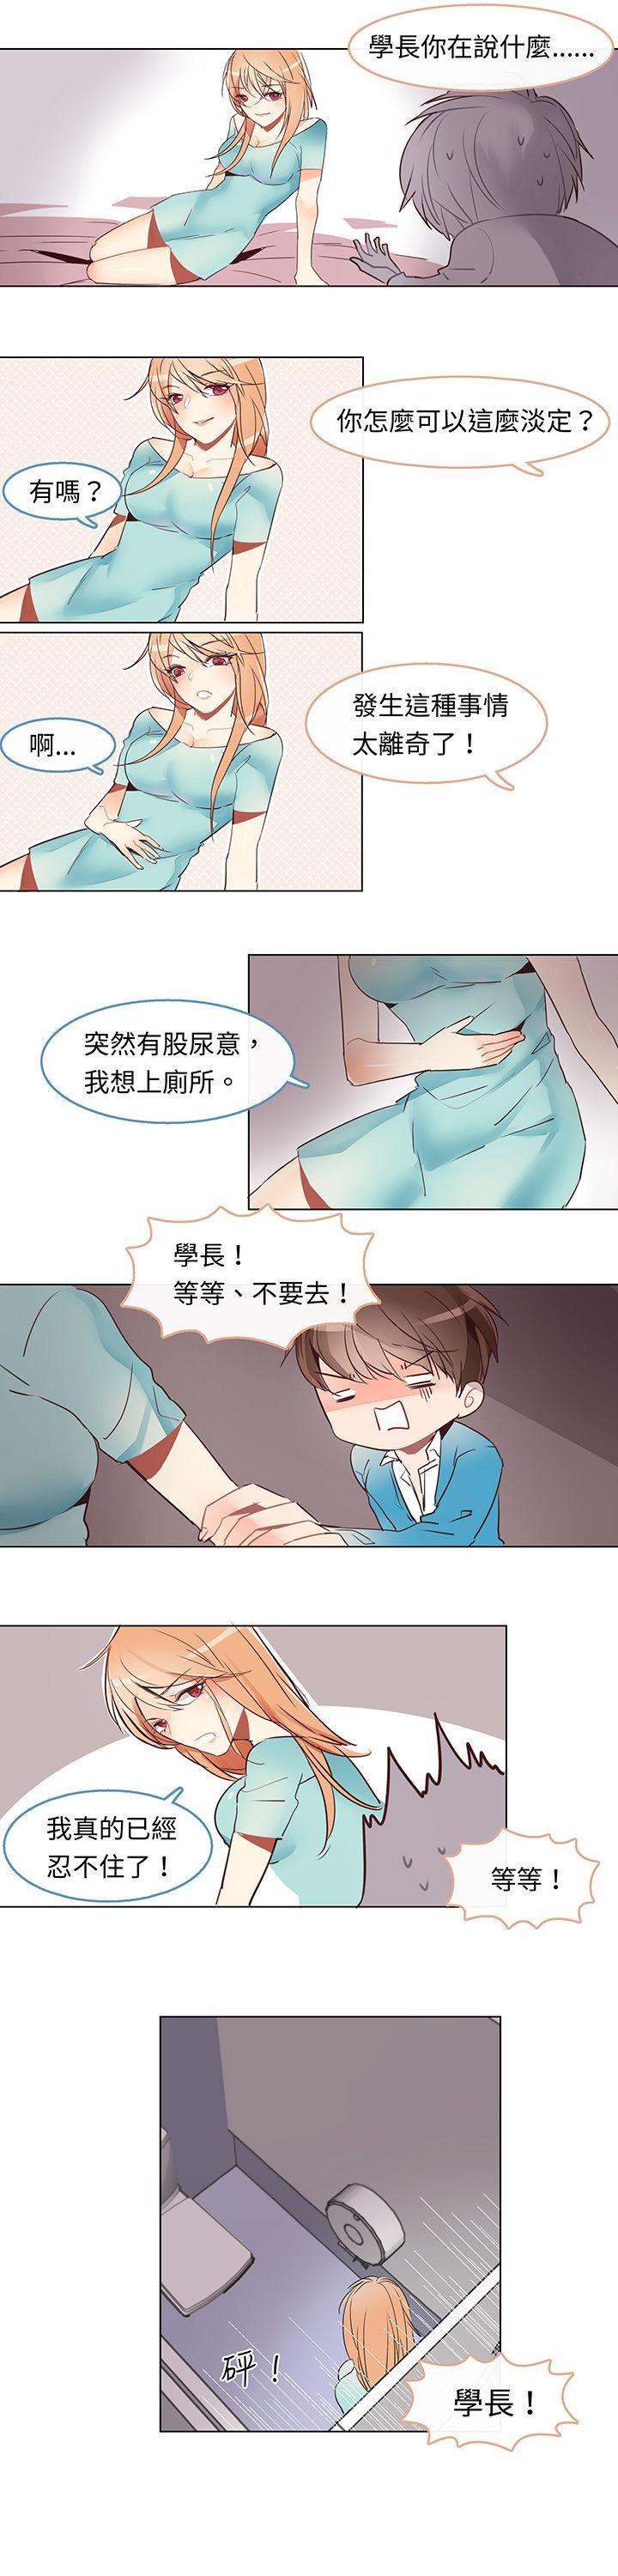 學長你在說什麼......
你怎麼可以這麼淡定？
有嗎？
發生這種事情
太離奇了！
啊...
突然有股尿意，
我想上廁所。
學長！
等等、不要去！
我真的已經
忍不住了！
等等！
砰！
學長！